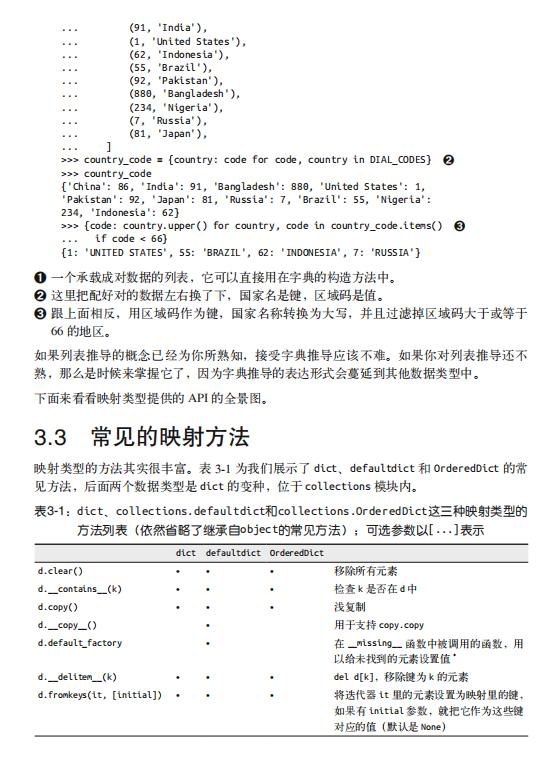 ...         (91, 'India'),
...         (1, 'United States'),
...         (62, 'Indonesia'),
...         (55, 'Brazil'),
...         (92, 'Pakistan'),
...         (880, 'Bangladesh'),
...         (234, 'Nigeria'),
...         (7, 'Russia'),
...         (81, 'Japan'),
...     ]
>>> country_code = {country: code for code, country in DIAL_CODES} ❷
>>> country_code
{'China': 86, 'India': 91, 'Bangladesh': 880, 'United States': 1,
'Pakistan': 92, 'Japan': 81, 'Russia': 7, 'Brazil': 55, 'Nigeria':
234, 'Indonesia': 62}
>>> {code: country.upper() for country, code in country_code.items() ❸
...   if code < 66}
{1: 'UNITED STATES', 55: 'BRAZIL', 62: 'INDONESIA', 7: 'RUSSIA'}
❶ 一个承载成对数据的列表，它可以直接用在字典的构造方法中。
❷ 这里把配好对的数据左右换了下，国家名是键，区域码是值。
❸ 跟上面相反，用区域码作为键，国家名称转换为大写，并且过滤掉区域码大于或等于
66 的地区。
如果列表推导的概念已经为你所熟知，接受字典推导应该不难。如果你对列表推导还不
熟，那么是时候来掌握它了，因为字典推导的表达形式会蔓延到其他数据类型中。
下面来看看映射类型提供的 API 的全景图。
3.3 常见的映射方法
映射类型的方法其实很丰富。表 3-1 为我们展示了 dict、defaultdict 和 OrderedDict 的常
见方法，后面两个数据类型是 dict 的变种，位于 collections 模块内。
表3-1：dict、collections.defaultdict和collections.OrderedDict这三种映射类型的
方法列表（依然省略了继承自object的常见方法）；可选参数以[...]表示
dict defaultdict OrderedDict
d.clear() • • • 移除所有元素
d.__contains__(k) • • • 检查 k 是否在 d 中
d.copy() • • • 浅复制
d.__copy__() • 用于支持 copy.copy
d.default_factory • 在 __missing__ 函数中被调用的函数，用
以给未找到的元素设置值*
d.__delitem__(k) • • • del d[k]，移除键为 k 的元素
d.fromkeys(it, [initial]) • • • 将迭代器 it 里的元素设置为映射里的键，
如果有 initial 参数，就把它作为这些键
对应的值（默认是 None）